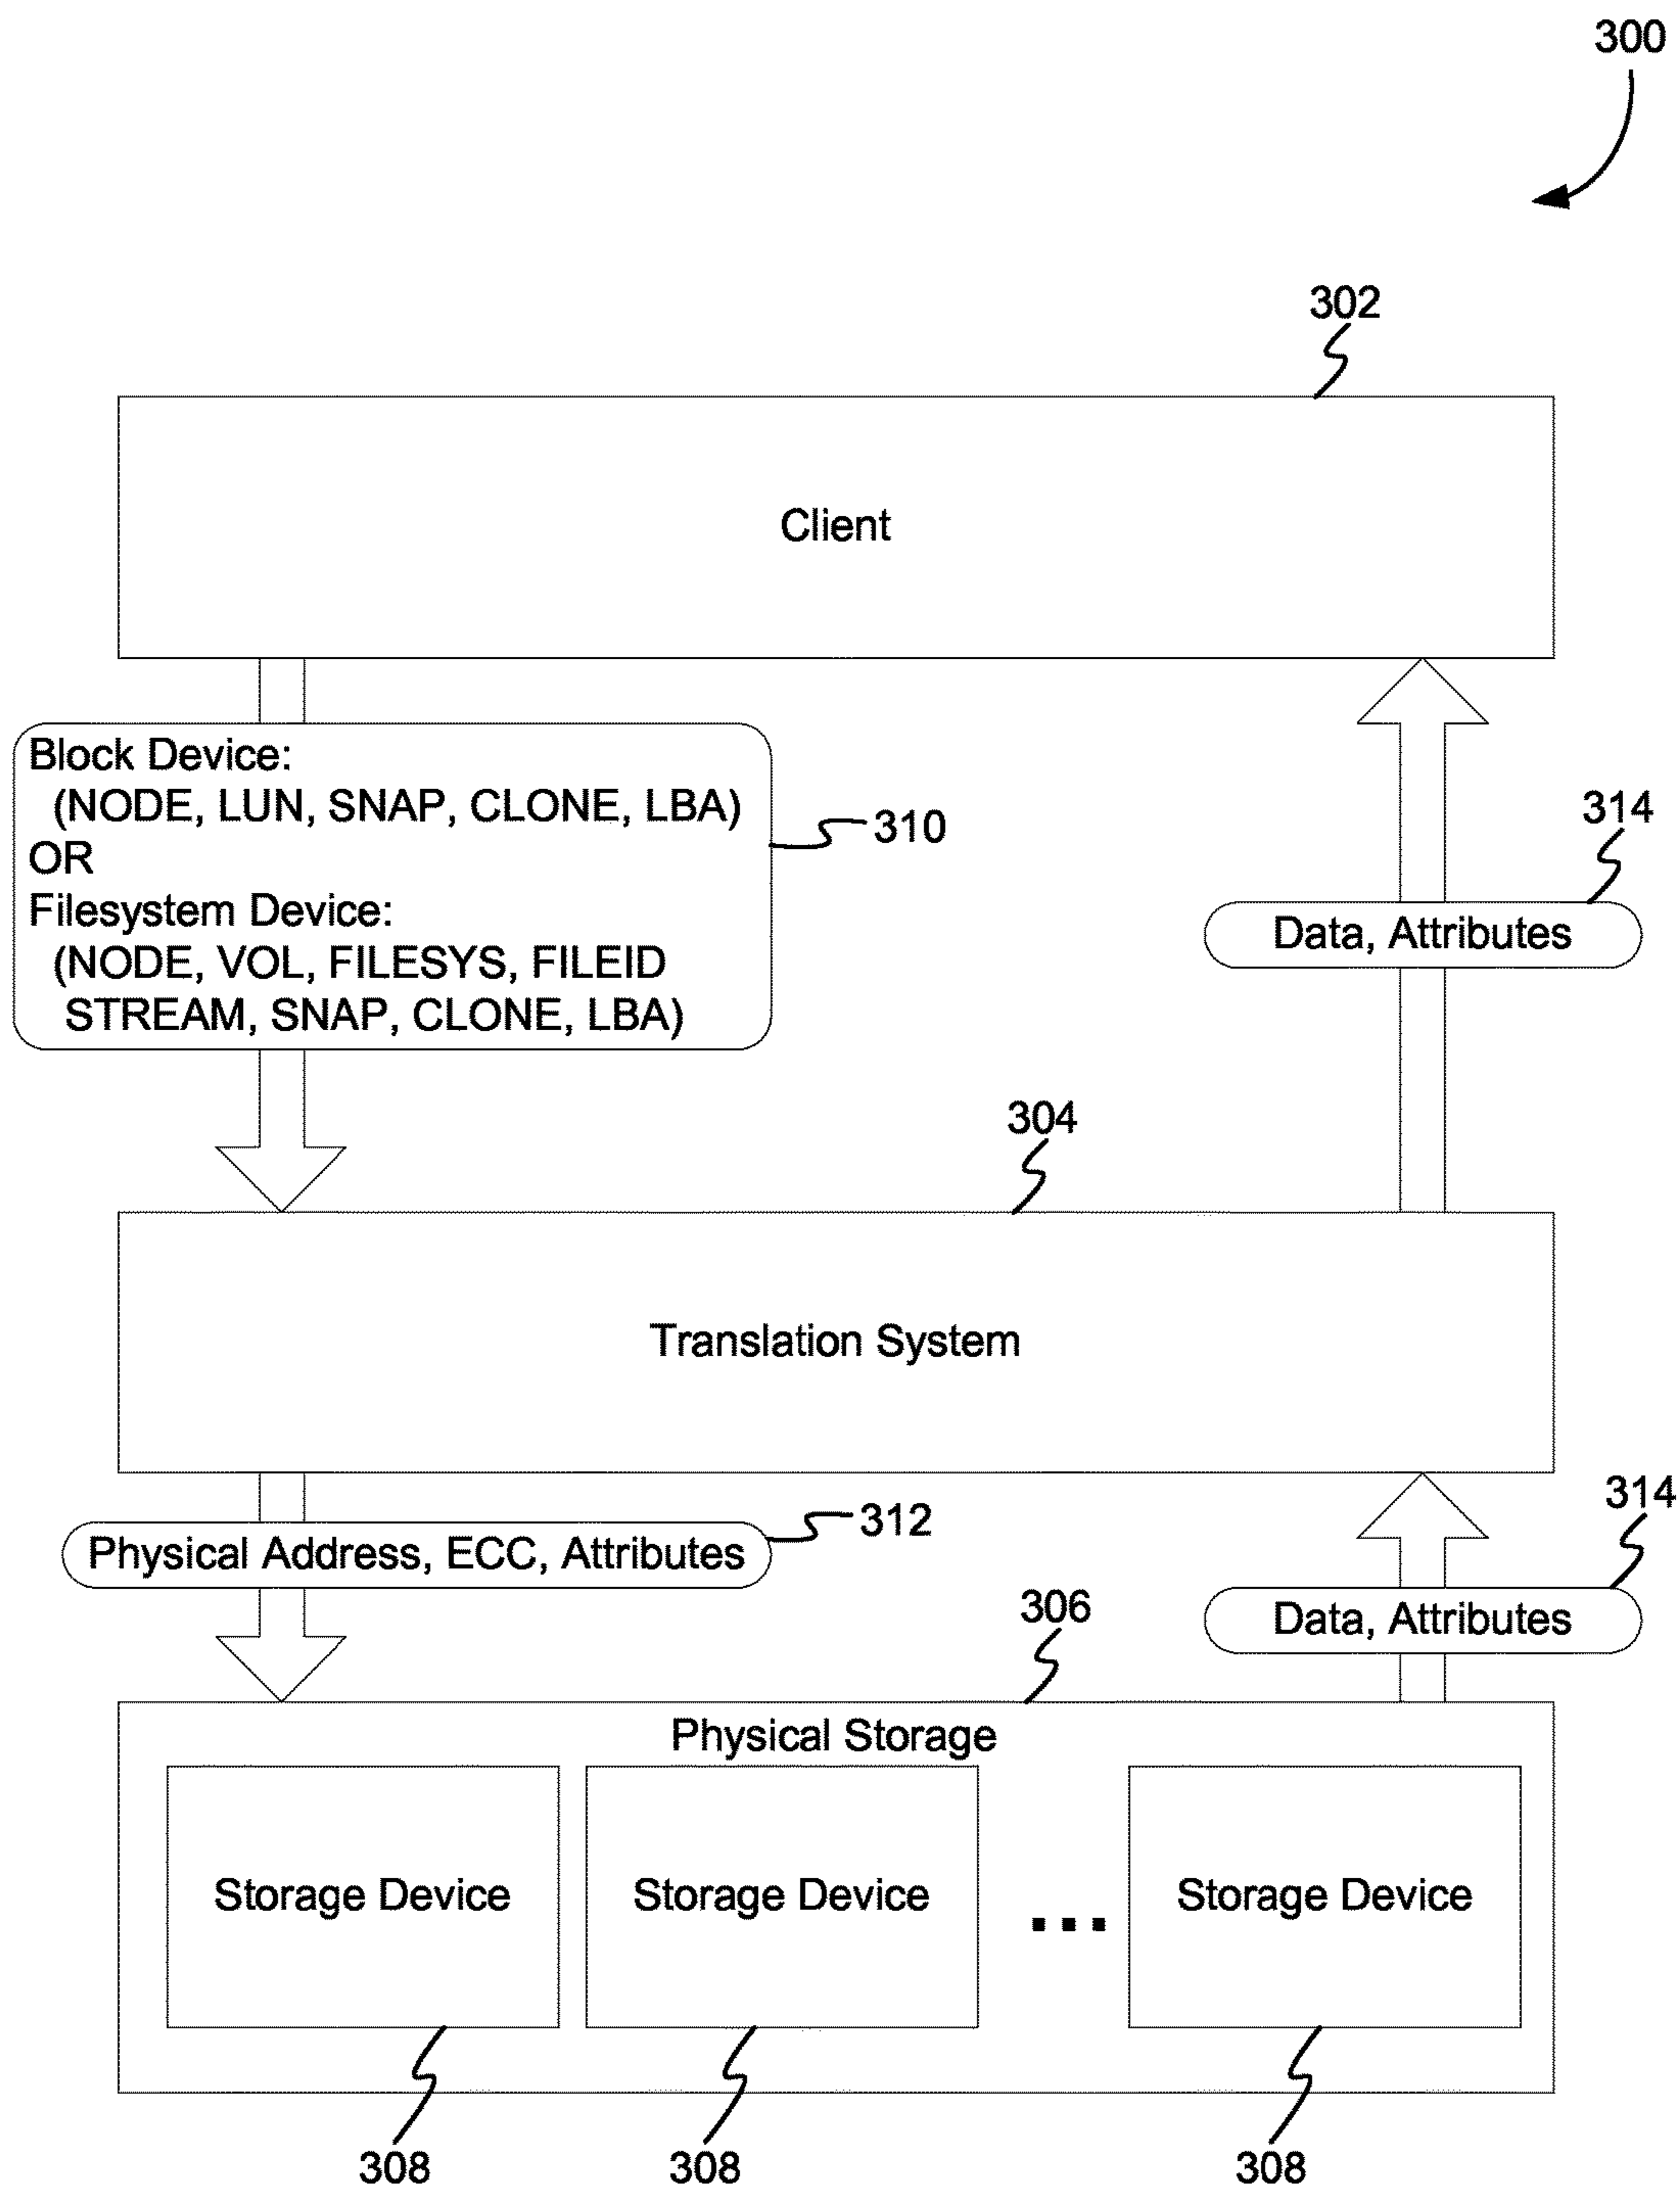 300
302
Client
Block Device:
(NODE, LUN, SNAP, CLONE, LBA)
OR
Filesystem Device:
(NODE, VOL, FILESYS, FILEID
STREAM, SNAP, CLONE, LBA)
310
314
Data, Attributes
304
Translation System
Physical Address, ECC, Attributes
312
314
Data, Attributes
306
Physical Storage
Storage Device
Storage Device
...
Storage Device
308
308
308